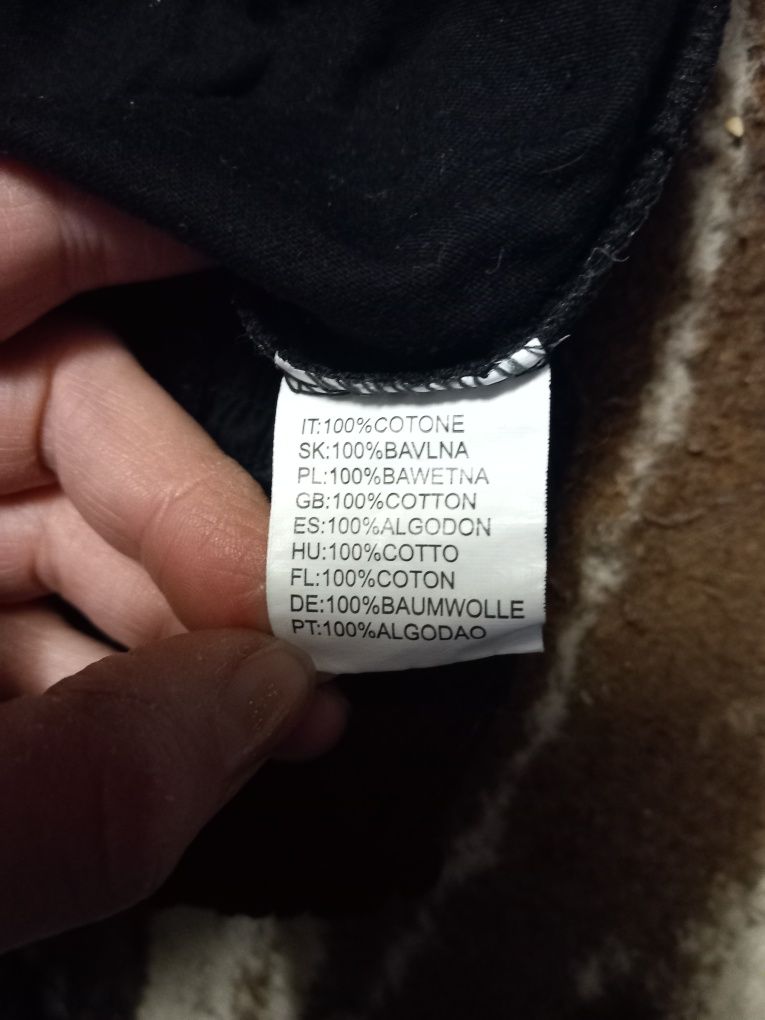 IT:100%COTONE
SK:100%BAVLNA
PL:100%BAWETNA
GB:100%COTTON
ES:100%ALGODON
HU:100%COTTO
FL:100%COTON
DE:100%BAUMWOLLE
PT:100%ALGODAO